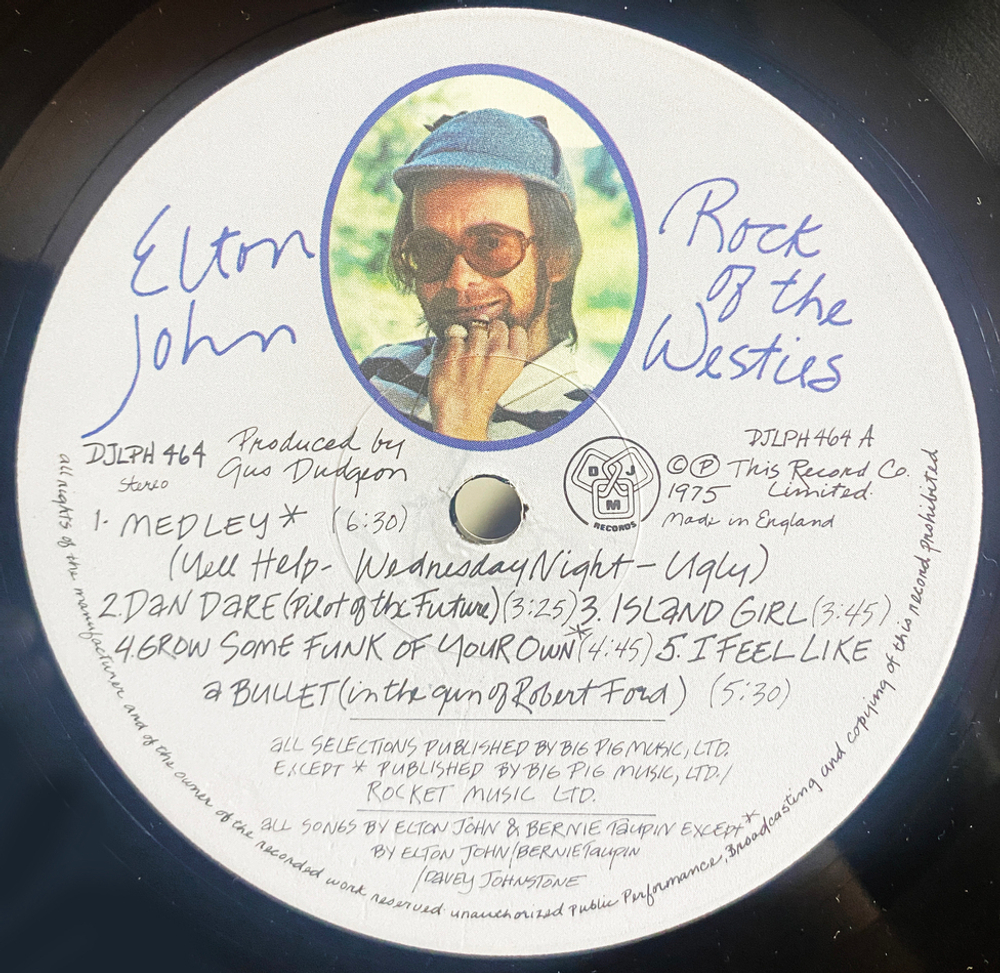 Elton
John
Rock
of the
Westies
DJLPH 464
Stereo
Produced by
Gus Dudgeon
DJM
RECORDS
DJLPH 464 A
© ℗ This Record Co.
1975 Limited.
Made in England
1. MEDLEY* (6:30)
(Yell Help - Wednesday Night - Ugly)
2. DaN DaRE (Pilot of the Future) (3:25) 3. ISLaND GIRL (3:45)
4. GROW SOME FUNK OF YOUR OWN* (4:45) 5. I FEEL LIKE
a BULLET (in the gun of Robert Ford) (5:30)
aLL SELECTIONS PUBLISHED BY BIG PIG MUSIC, LTD.
EXCEPT * PUBLISHED BY BIG PIG MUSIC, LTD./
ROCKET MUSIC LTD.
aLL SONGS BY ELTON JOHN & BERNIE TaUPIN EXCEPT*
BY ELTON JOHN/BERNIE TaUPIN
/DAVEY JOHNSTONE
all rights of the manufacturer and of the owner of the recorded work reserved. unauthorized public Performance, Broadcasting and copying of this record prohibited